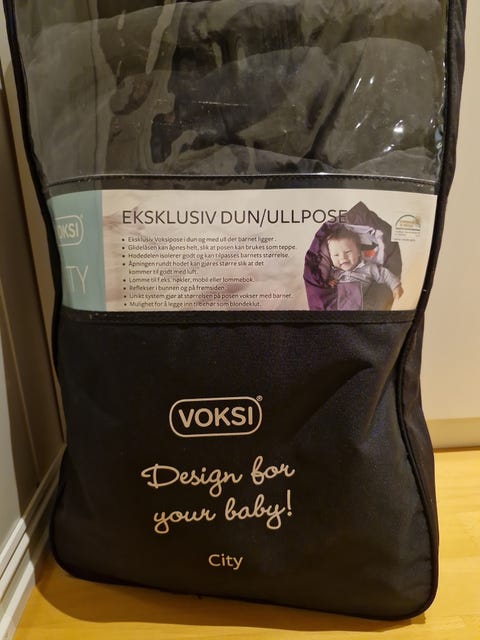 EKSKLUSIV DUN/ULLPOSE
VOKSI
• Eksklusiv Voksipose i dun og med ull der barnet ligger.
• Glidelåsen kan åpnes helt, slik at posen kan brukes som teppe.
• Hodedelen isolerer godt og kan tilpasses barnets størrelse.
• Åpningen rundt hodet kan gjøres større slik at det
kommer til godt med luft.
• Lomme til f.eks. nøkler, mobil eller lommebok.
• Reflekser i bunnen og på fremsiden.
• Unikt system gjør at størrelsen på posen vokser med barnet.
• Mulighet for å legge inn tilbehør som blondeklut.
VOKSI®
Design for
your baby!
City